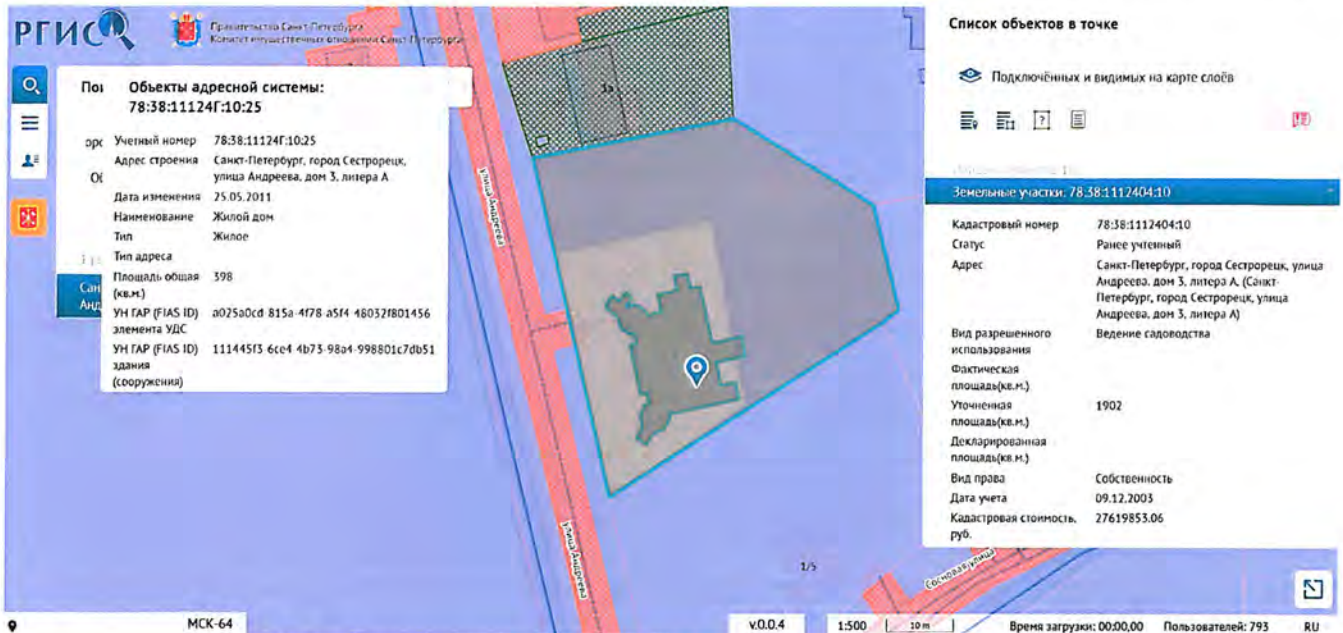 РГИС
Правительство Санкт-Петербурга
Комитет имущественных отношений Санкт-Петербурга
Объекты адресной системы:
78:38:11124Г:10:25
Учетный номер 78:38:11124Г:10:25
Адрес строения Санкт-Петербург, город Сестрорецк,
улица Андреева, дом 3, литера А
Дата изменения 25.05.2011
Наименование Жилой дом
Тип Жилое
Тип адреса
Площадь общая 398
(кв.м.)
УН ГАР (FIAS ID) a025a0cd-815a-4f78-a5f4-48032f801456
элемента УДС
УН ГАР (FIAS ID) 111445f3-6ce4-4b73-98a4-998801c7db51
здания
(сооружения)
1а
улица Андреева
улица Андреева
1/5
Сосновая улица
Список объектов в точке
Подключённых и видимых на карте слоёв
Земельные участки: 78:38:1112404:10
Кадастровый номер 78:38:1112404:10
Статус Ранее учтенный
Адрес Санкт-Петербург, город Сестрорецк, улица
Андреева, дом 3, литера А, (Санкт-
Петербург, город Сестрорецк, улица
Андреева, дом 3, литера А)
Вид разрешенного Ведение садоводства
использования
Фактическая
площадь(кв.м.)
Уточненная 1902
площадь(кв.м.)
Декларированная
площадь(кв.м.)
Вид права Собственность
Дата учета 09.12.2003
Кадастровая стоимость, 27619853.06
руб.
МСК-64
v.0.0.4
1:500
10 m
Время загрузки: 00:00,00
Пользователей: 793
RU